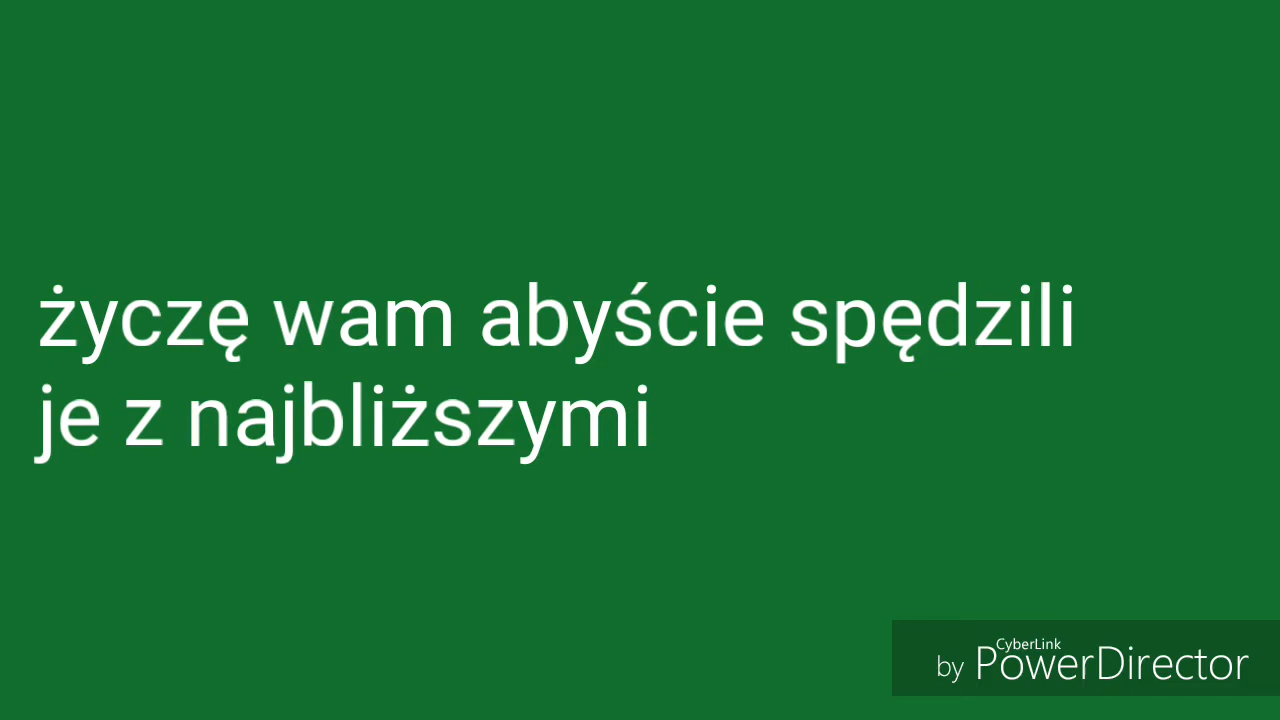 życzę wam abyście spędzili
je z najbliższymi
CyberLink
by PowerDirector